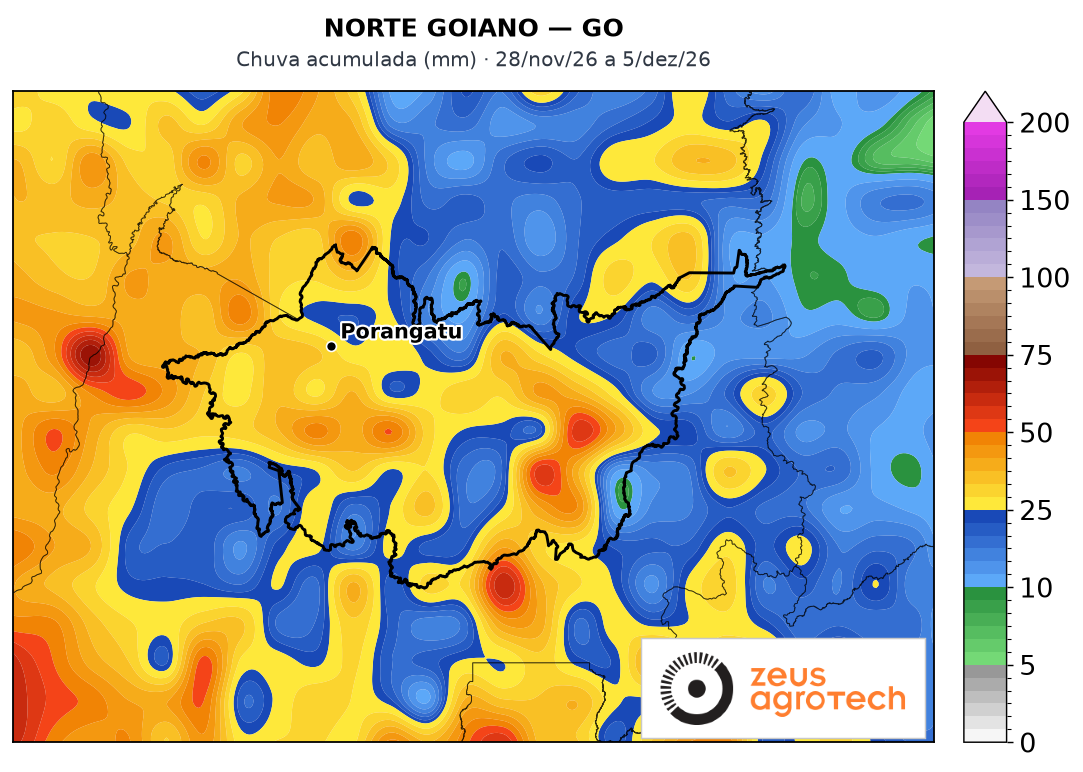 NORTE GOIANO — GO
Chuva acumulada (mm) · 28/nov/26 a 5/dez/26
200
150
100
75
50
25
10
5
0
Porangatu
zeus
agrotech